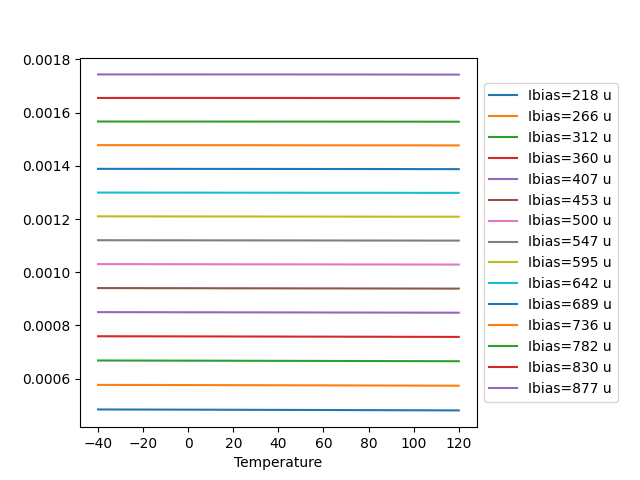 0.0018
0.0016
0.0014
0.0012
0.0010
0.0008
0.0006
−40 −20 0 20 40 60 80 100 120
Temperature
Ibias=218 u
Ibias=266 u
Ibias=312 u
Ibias=360 u
Ibias=407 u
Ibias=453 u
Ibias=500 u
Ibias=547 u
Ibias=595 u
Ibias=642 u
Ibias=689 u
Ibias=736 u
Ibias=782 u
Ibias=830 u
Ibias=877 u